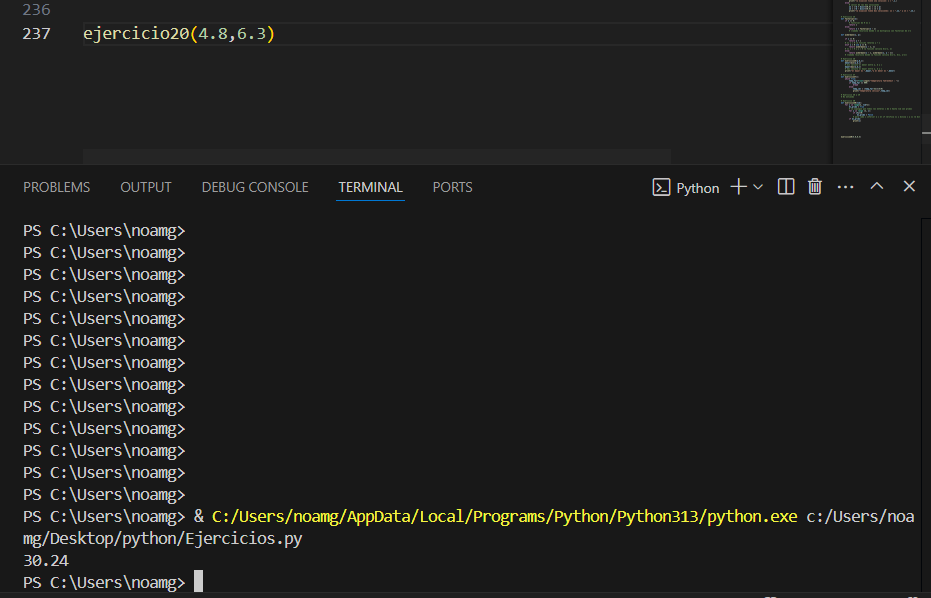 236
237 ejercicio20(4.8,6.3)
PROBLEMS OUTPUT DEBUG CONSOLE TERMINAL PORTS Python
PS C:\Users\noamg>
PS C:\Users\noamg>
PS C:\Users\noamg>
PS C:\Users\noamg>
PS C:\Users\noamg>
PS C:\Users\noamg>
PS C:\Users\noamg>
PS C:\Users\noamg>
PS C:\Users\noamg>
PS C:\Users\noamg>
PS C:\Users\noamg>
PS C:\Users\noamg>
PS C:\Users\noamg>
PS C:\Users\noamg> & C:/Users/noamg/AppData/Local/Programs/Python/Python313/python.exe c:/Users/noa
mg/Desktop/python/Ejercicios.py
30.24
PS C:\Users\noamg>